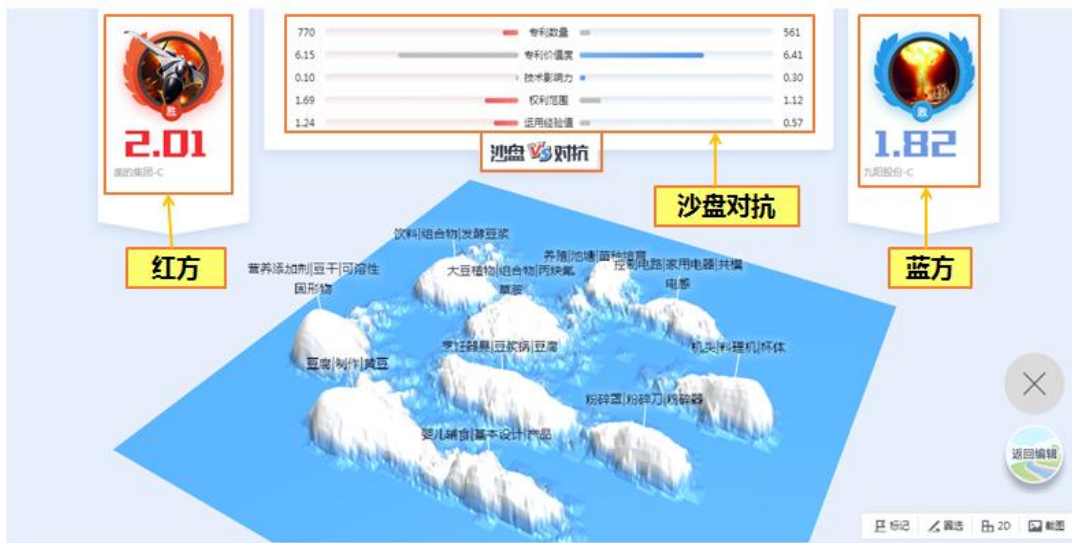 770 专利数量 561
6.15 专利价值度 6.41
0.10 技术影响力 0.30
1.69 权利范围 1.12
1.24 运用经验值 0.57
胜
2.01
美的集团-C
败
1.82
九阳股份-C
沙盘VS对抗
沙盘对抗
红方
蓝方
饮料|组合物|发酵豆浆
养殖|池塘|苗种培育
控制电路|家用电器|共模
电感
营养添加剂|豆干|可溶性
固形物
大豆植物|组合物|丙炔氟
草胺
烹饪器具|豆浆锅|豆腐
机头|料理机|杯体
豆腐|制作|黄豆
粉碎罩|粉碎刀|粉碎器
婴儿辅食|基本设计|产品
返回编辑
标记 圈选 2D 截图